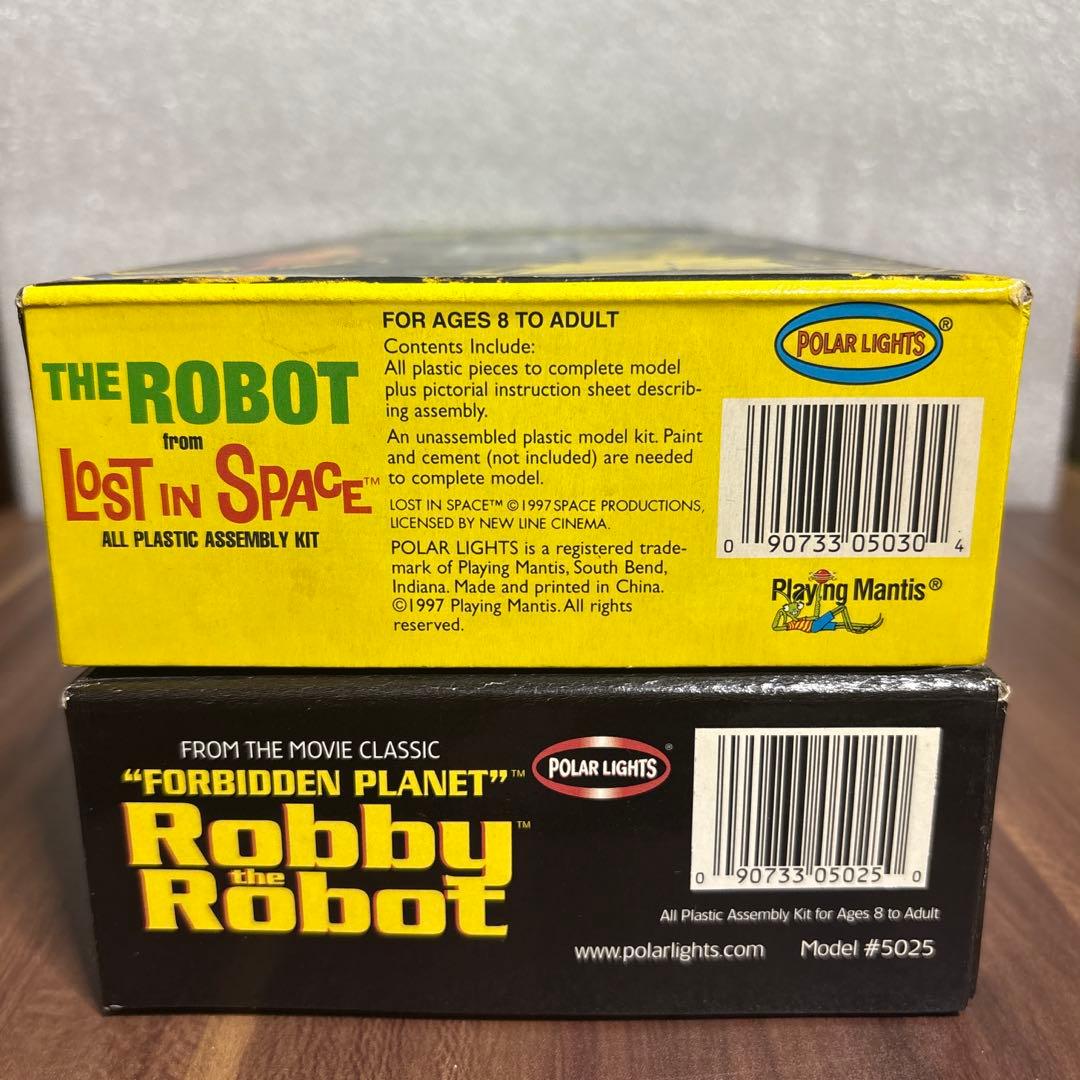 THE ROBOT
from
LOST IN SPACE™
ALL PLASTIC ASSEMBLY KIT
FOR AGES 8 TO ADULT
Contents Include:
All plastic pieces to complete model
plus pictorial instruction sheet describ-
ing assembly.
An unassembled plastic model kit. Paint
and cement (not included) are needed
to complete model.
LOST IN SPACE™ ©1997 SPACE PRODUCTIONS,
LICENSED BY NEW LINE CINEMA.
POLAR LIGHTS is a registered trade-
mark of Playing Mantis, South Bend,
Indiana. Made and printed in China.
©1997 Playing Mantis. All rights
reserved.
POLAR LIGHTS®
0 90733 05030 4
Playing Mantis®
FROM THE MOVIE CLASSIC
“FORBIDDEN PLANET”™
Robby™
the
Robot
POLAR LIGHTS®
0 90733 05025 0
All Plastic Assembly Kit for Ages 8 to Adult
www.polarlights.com Model #5025